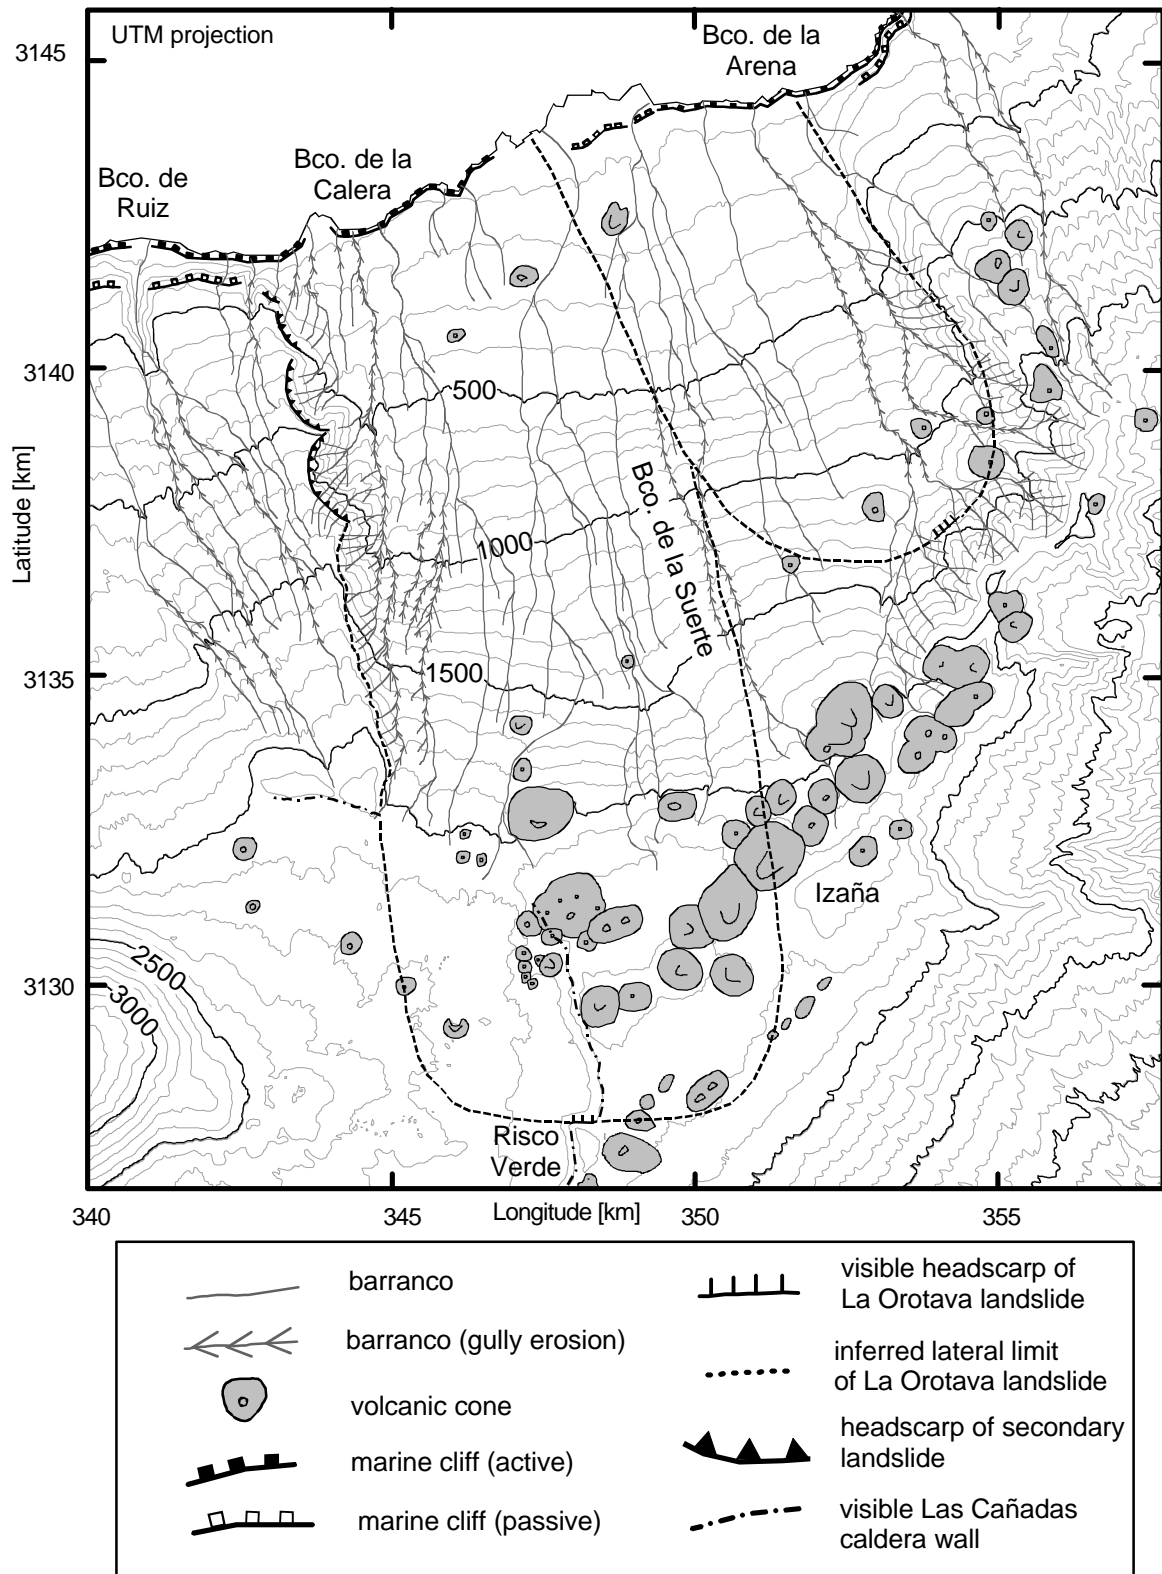 UTM projection
Bco. de la
Arena
3145
Bco. de la
Calera
Bco. de
Ruiz
3140
500
Bco. de la Suerte
Latitude [km]
1000
1500
3135
Izaña
2500
3000
3130
Risco
Verde
340
345
Longitude [km]
350
355
barranco
barranco (gully erosion)
volcanic cone
marine cliff (active)
marine cliff (passive)
visible headscarp of
La Orotava landslide
inferred lateral limit
of La Orotava landslide
headscarp of secondary
landslide
visible Las Cañadas
caldera wall